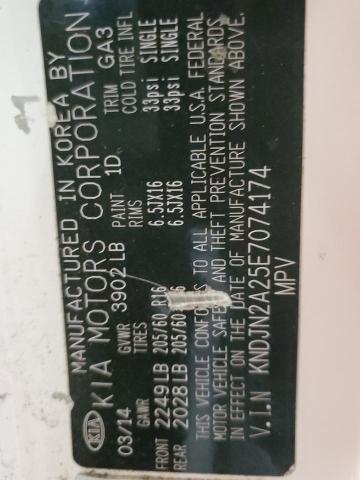 MANUFACTURED IN KOREA BY
KIA KIA MOTORS CORPORATION
03/14 GVWR 3902 LB PAINT 1D TRIM GA3
GAWR TIRES RIMS COLD TIRE INFL
FRONT 2249 LB 205/60 R16 6.5JX16 33psi SINGLE
REAR 2028 LB 205/60 6.5JX16 33psi SINGLE
THIS VEHICLE CONFORMS TO ALL APPLICABLE U.S.A. FEDERAL
MOTOR VEHICLE SAFETY AND THEFT PREVENTION STANDARDS
IN EFFECT ON THE DATE OF MANUFACTURE SHOWN ABOVE.
V.I.N KNDJN2A25E7074174
MPV